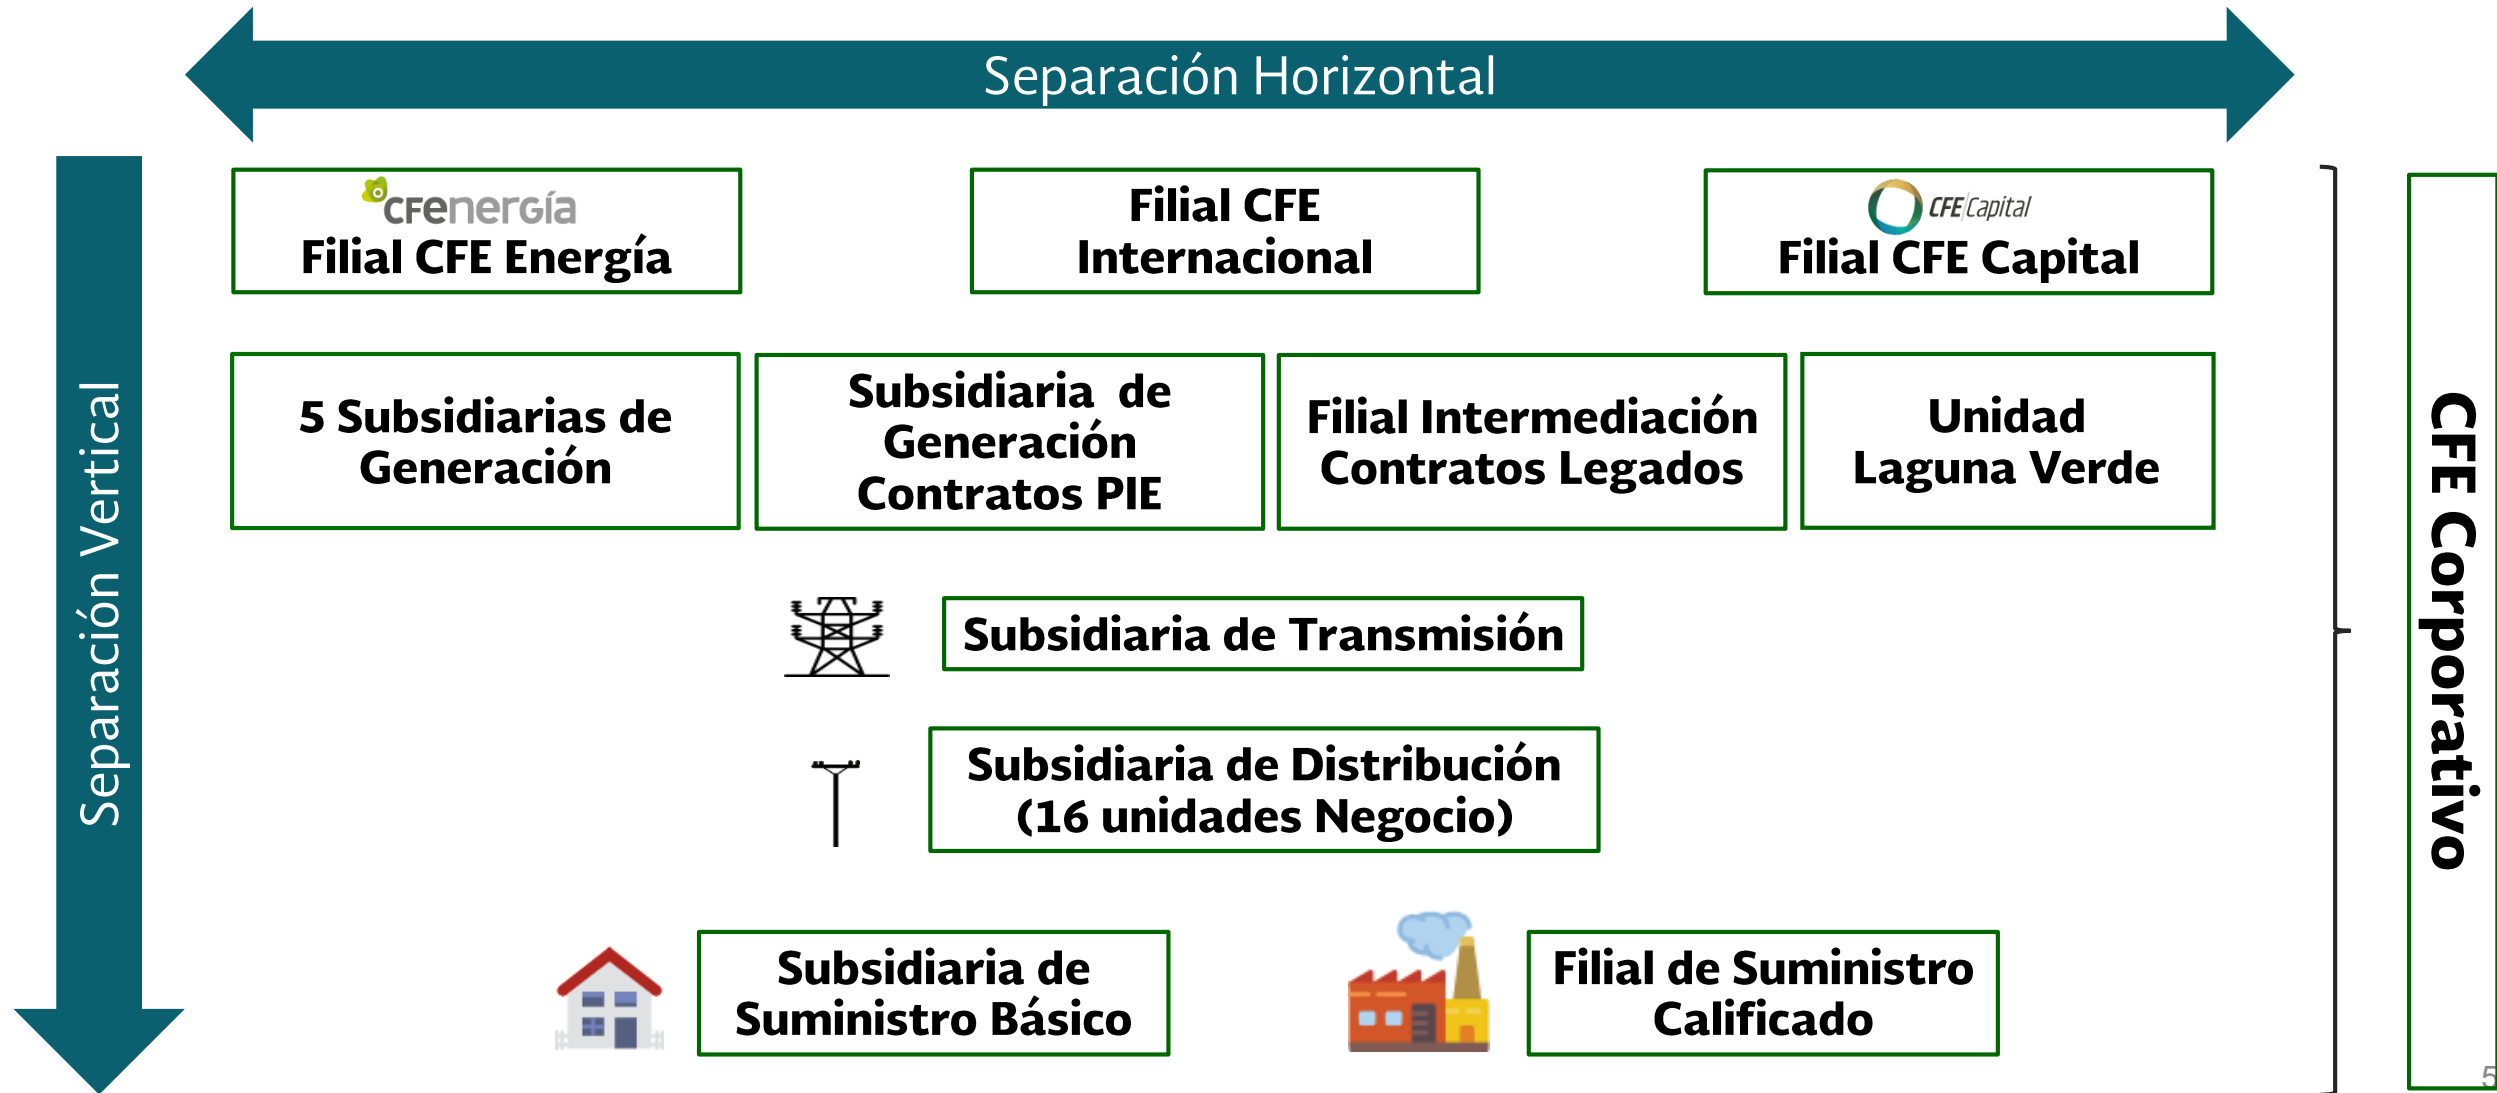 Separación Horizontal
Separación Vertical
CFEnergía
Filial CFE Energía
Filial CFE
Internacional
CFE Capital
Filial CFE Capital
5 Subsidiarias de
Generación
Subsidiaria de
Generación
Contratos PIE
Filial Intermediación
Contratos Legados
Unidad
Laguna Verde
Subsidiaria de Transmisión
Subsidiaria de Distribución
(16 unidades Negocio)
Subsidiaria de
Suministro Básico
Filial de Suministro
Calificado
CFE Corporativo
5